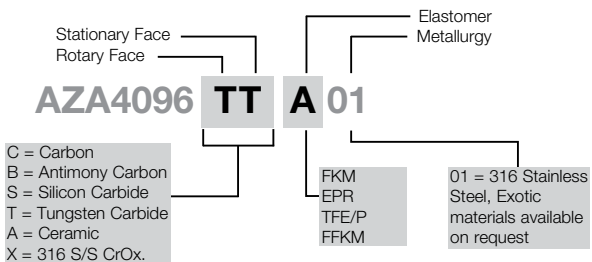 Elastomer
Stationary Face
Metallurgy
Rotary Face
AZA4096 TT A 01
C = Carbon
B = Antimony Carbon
S = Silicon Carbide
T = Tungsten Carbide
A = Ceramic
X = 316 S/S CrOx.
FKM
EPR
TFE/P
FFKM
01 = 316 Stainless
Steel, Exotic
materials available
on request